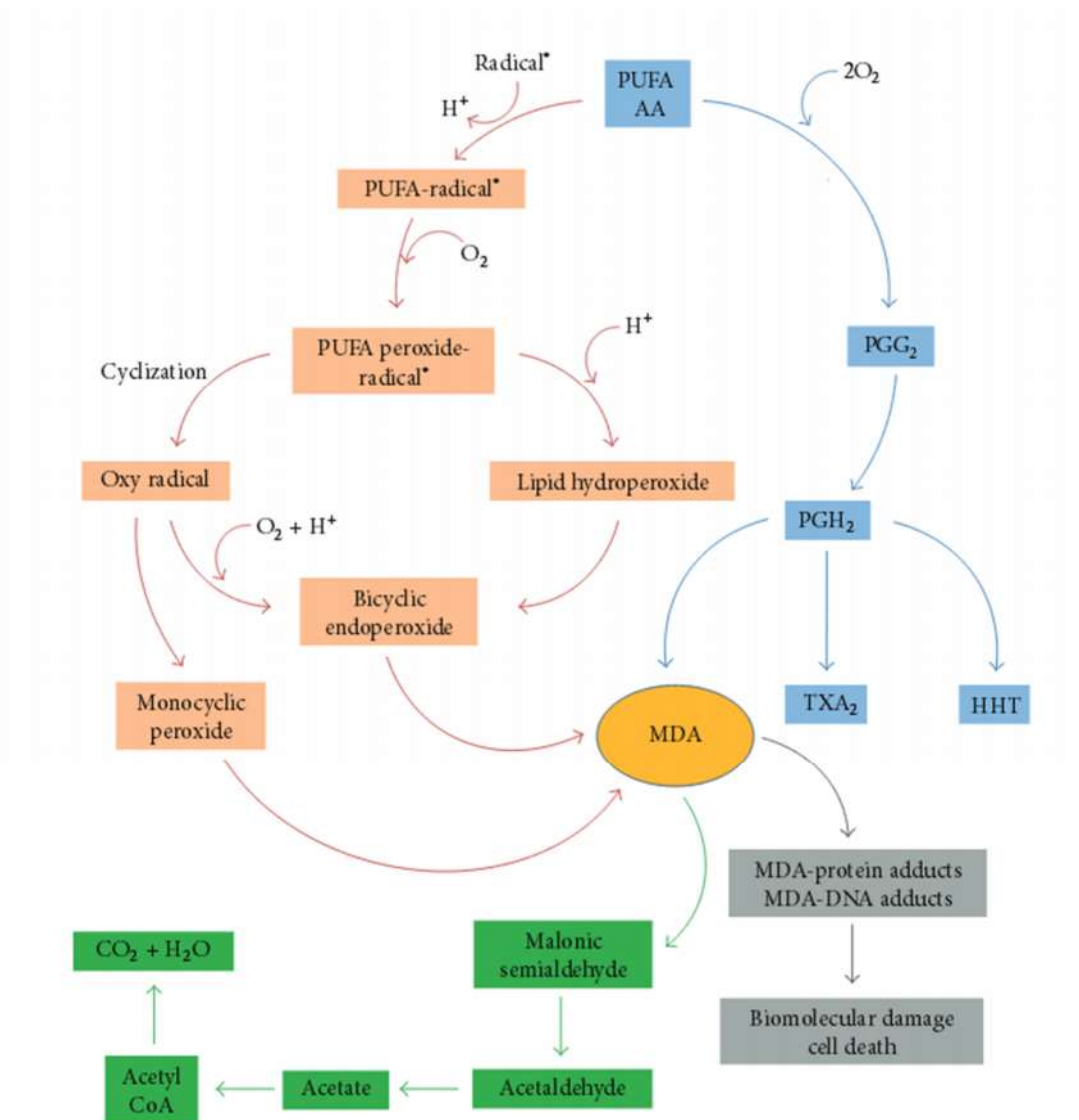 Radical•
H⁺
PUFA
AA
2O₂
PUFA-radical•
O₂
PUFA peroxide-
radical•
H⁺
PGG₂
Cyclization
Oxy radical
Lipid hydroperoxide
O₂ + H⁺
PGH₂
Bicyclic
endoperoxide
Monocyclic
peroxide
MDA
TXA₂
HHT
MDA-protein adducts
MDA-DNA adducts
Malonic
semialdehyde
CO₂ + H₂O
Biomolecular damage
cell death
Acetyl
CoA
Acetate
Acetaldehyde